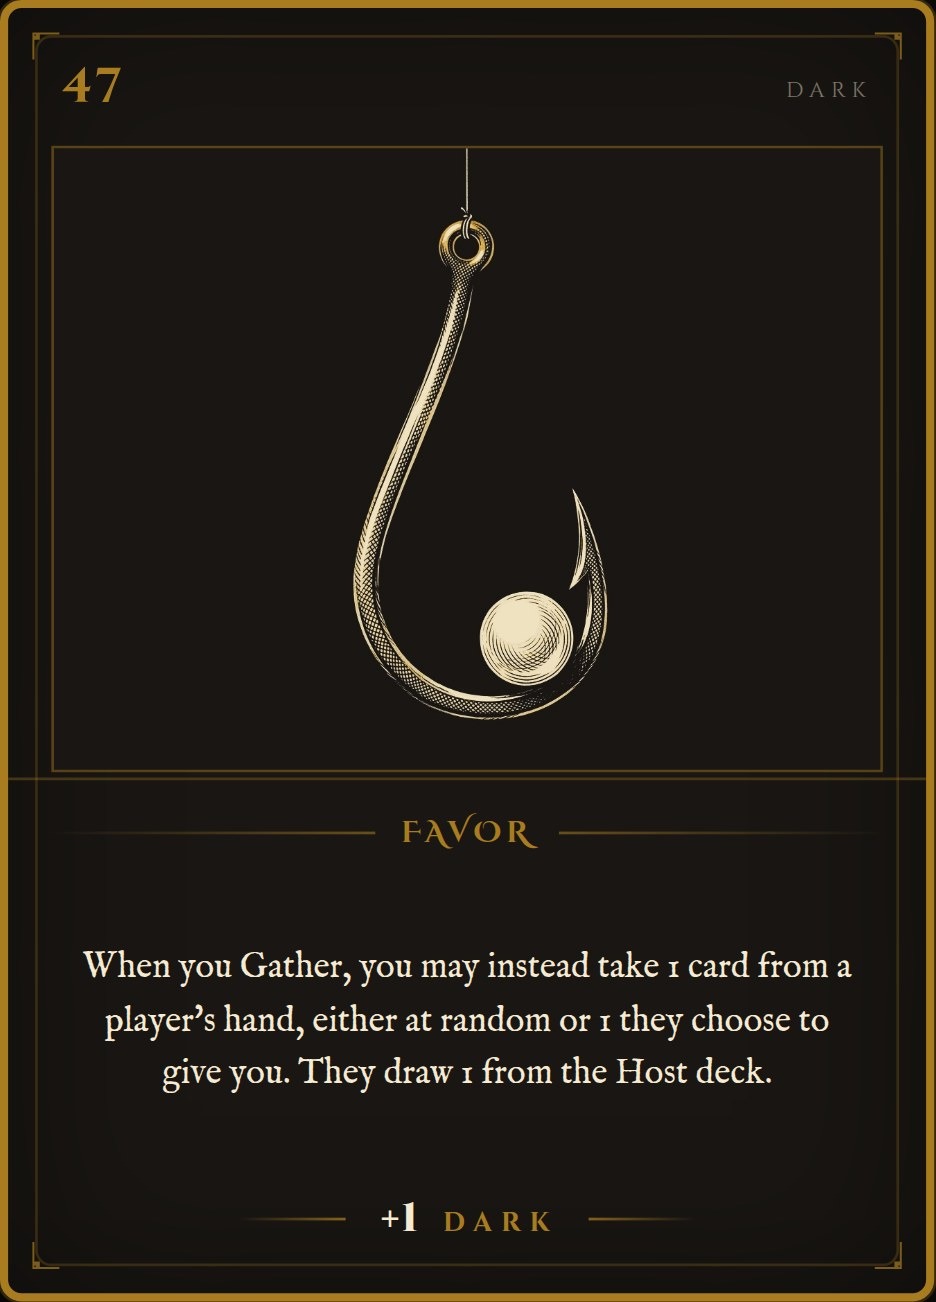 47
DARK
FAVOR
When you Gather, you may instead take 1 card from a
player’s hand, either at random or 1 they choose to
give you. They draw 1 from the Host deck.
+1 DARK